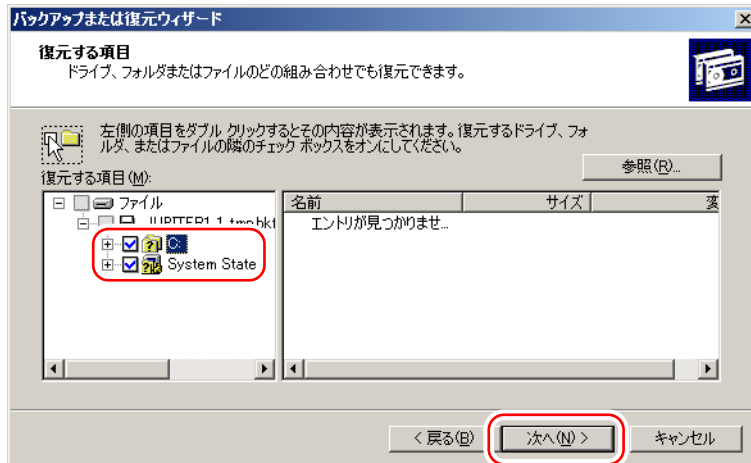 バックアップまたは復元ウィザード
復元する項目
ドライブ、フォルダまたはファイルのどの組み合わせでも復元できます。
左側の項目をダブル クリックするとその内容が表示されます。復元するドライブ、フォ
ルダ、またはファイルの隣のチェック ボックスをオンにしてください。
参照(R)...
復元する項目(M):
ファイル
名前 サイズ 変
エントリが見つかりませ...
C:
System State
< 戻る(B) 次へ(N) > キャンセル